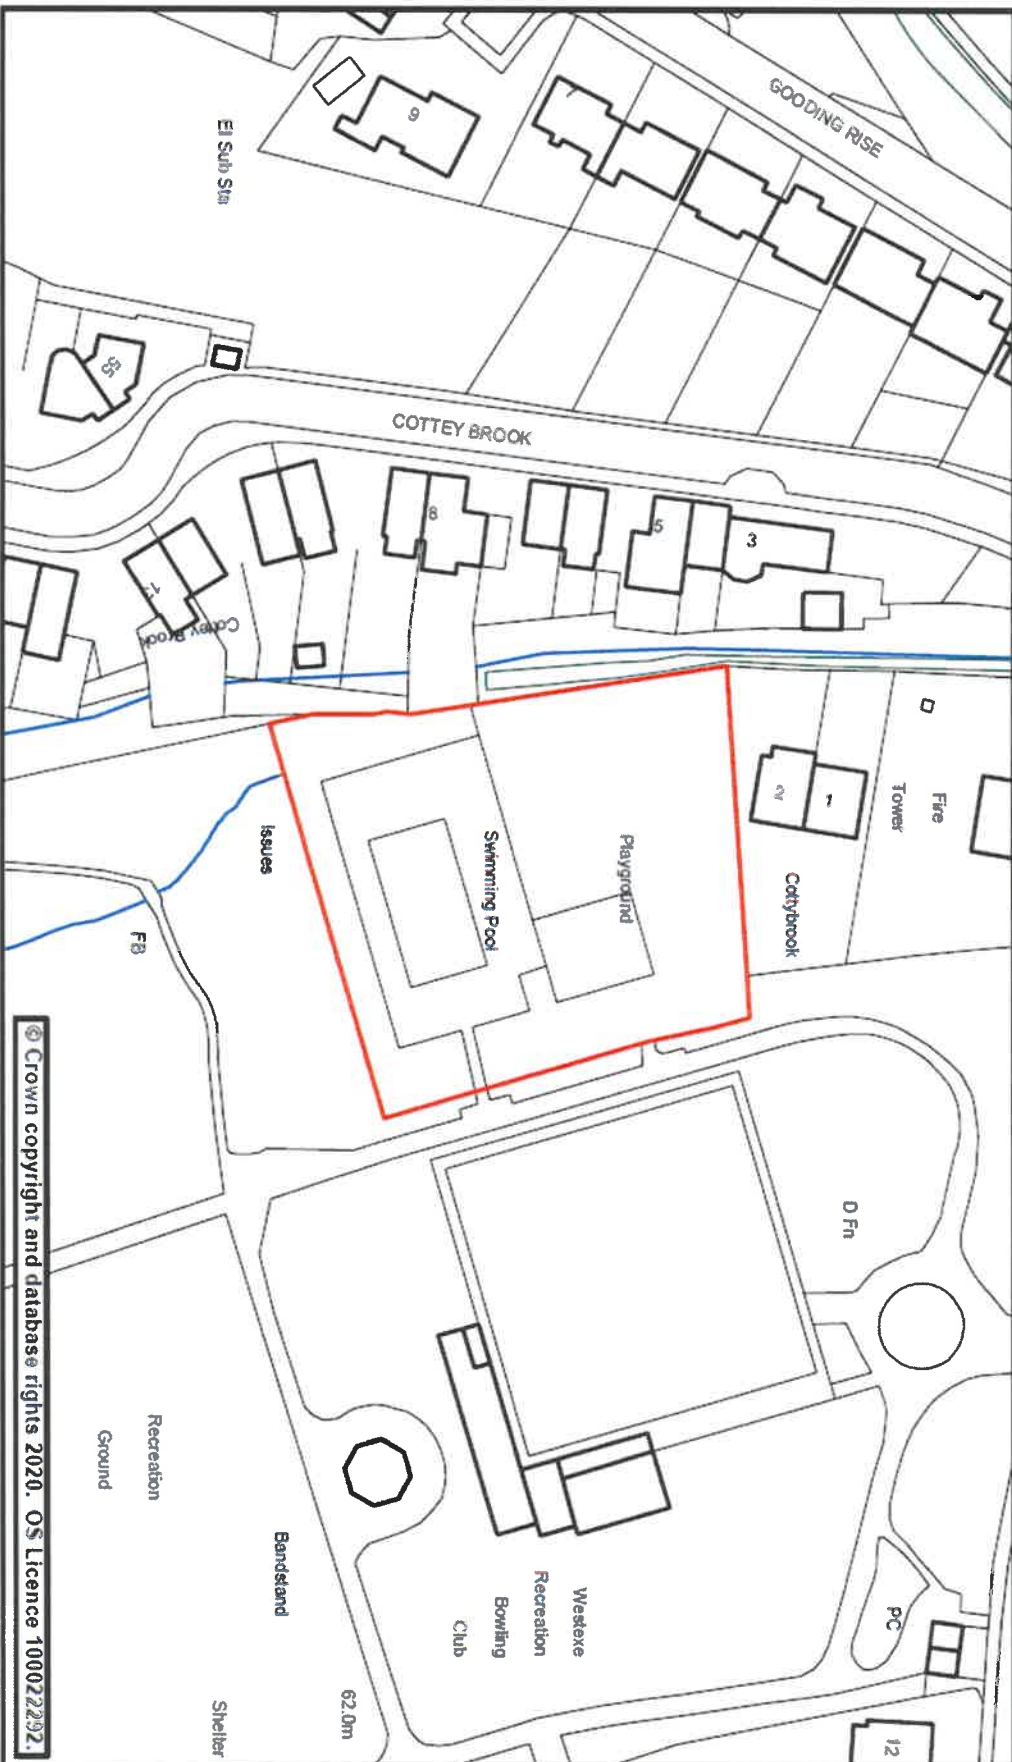 GOODING RISE
9
El Sub Sta
55
COTTEY BROOK
8
5
3
Cottey Brook
Fire
Tower
1
2
Cottybrook
Playground
Swimming Pool
Issues
FB
D Fn
PC
12
Westexe
Recreation
Bowling
Club
62.0m
Bandstand
Shelter
Recreation
Ground
© Crown copyright and database rights 2020. OS Licence 100022292.